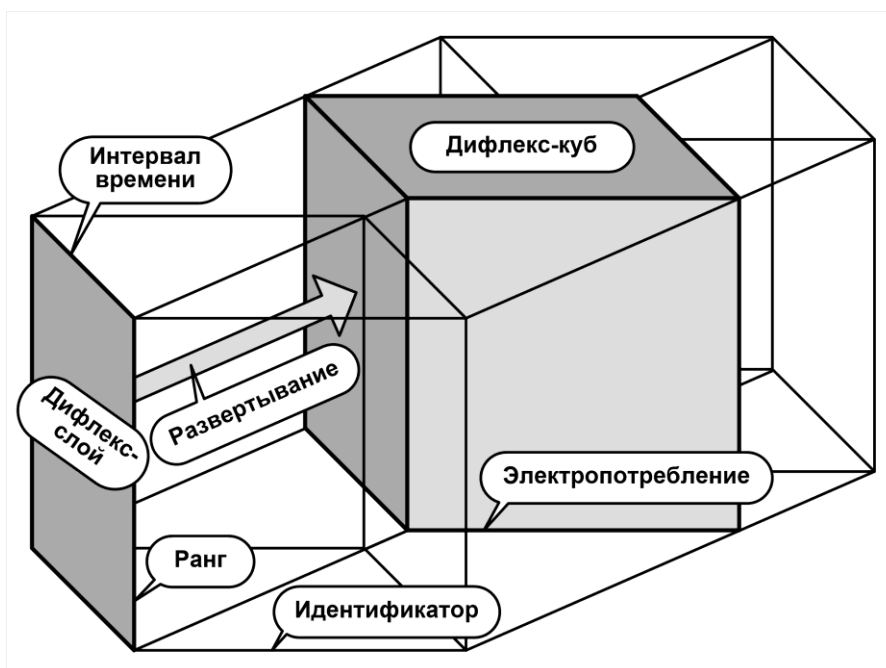 Дифлекс-куб
Интервал
времени
Развертывание
Дифлекс-
слой
Электропотребление
Ранг
Идентификатор